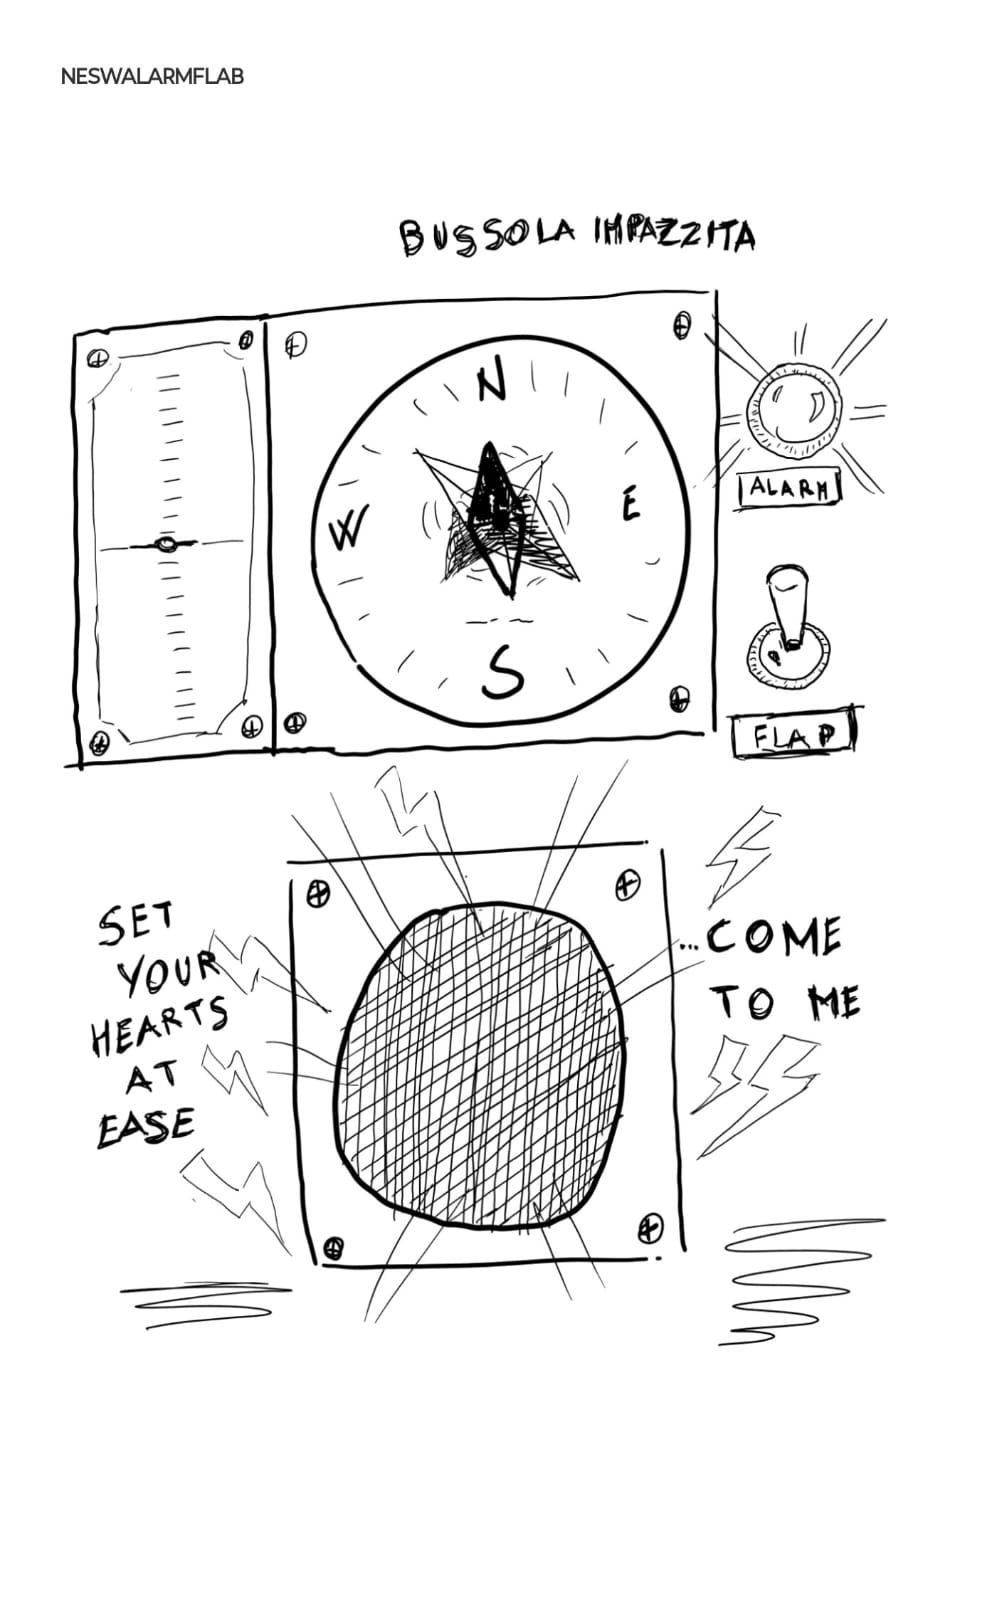 NESWALARMFLAB
BUSSOLA IMPAZZITA
N
W
E
S
ALARM
FLAP
SET
YOUR
HEARTS
AT
EASE
...COME
TO ME